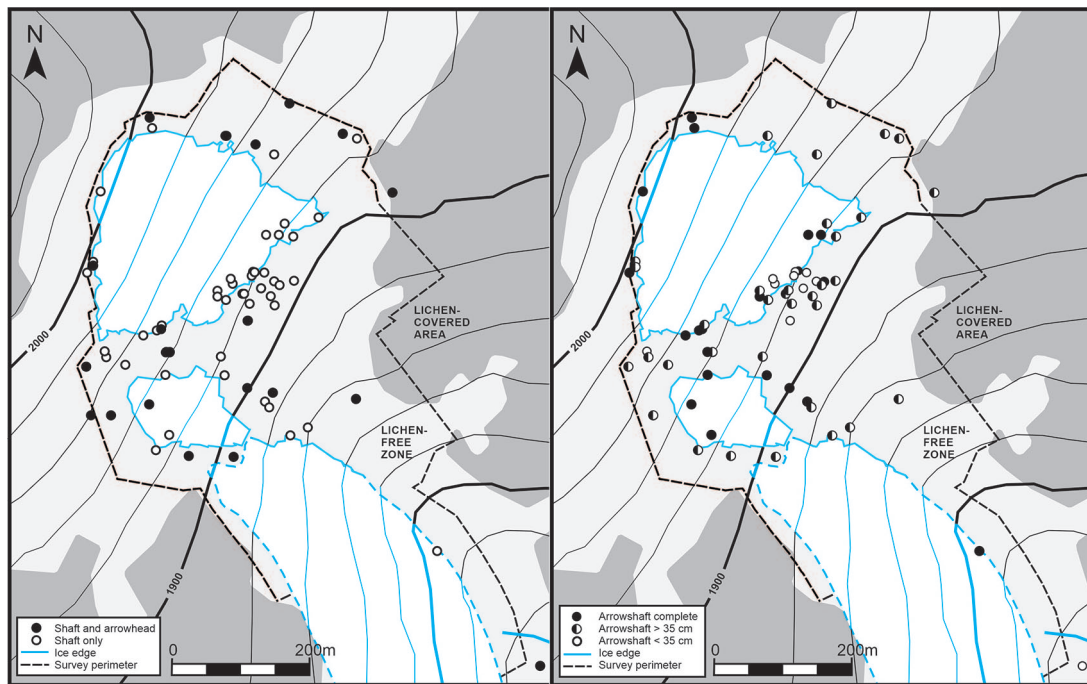 N
2000
1900
LICHEN-
COVERED
AREA
LICHEN-
FREE
ZONE
Shaft and arrowhead
Shaft only
Ice edge
Survey perimeter
0
200m
N
2000
1900
LICHEN-
COVERED
AREA
LICHEN-
FREE
ZONE
Arrowshaft complete
Arrowshaft > 35 cm
Arrowshaft < 35 cm
Ice edge
Survey perimeter
0
200m